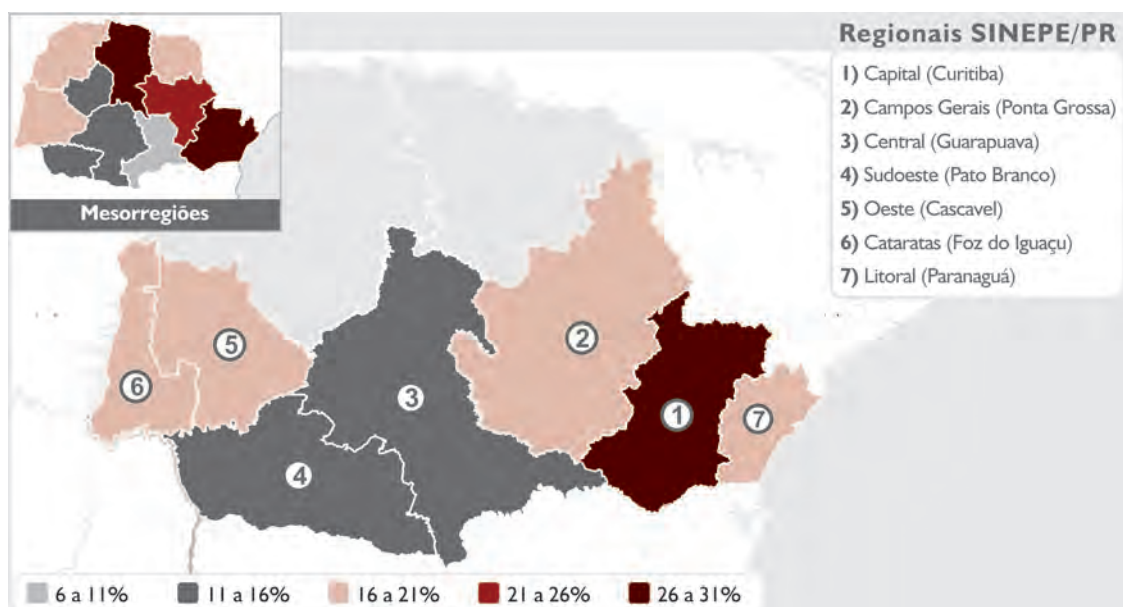 Regionais SINEPE/PR
1) Capital (Curitiba)
2) Campos Gerais (Ponta Grossa)
3) Central (Guarapuava)
4) Sudoeste (Pato Branco)
5) Oeste (Cascavel)
6) Cataratas (Foz do Iguaçu)
7) Litoral (Paranaguá)
Mesorregiões
2
5
6
3
1
7
4
6 a 11%
11 a 16%
16 a 21%
21 a 26%
26 a 31%